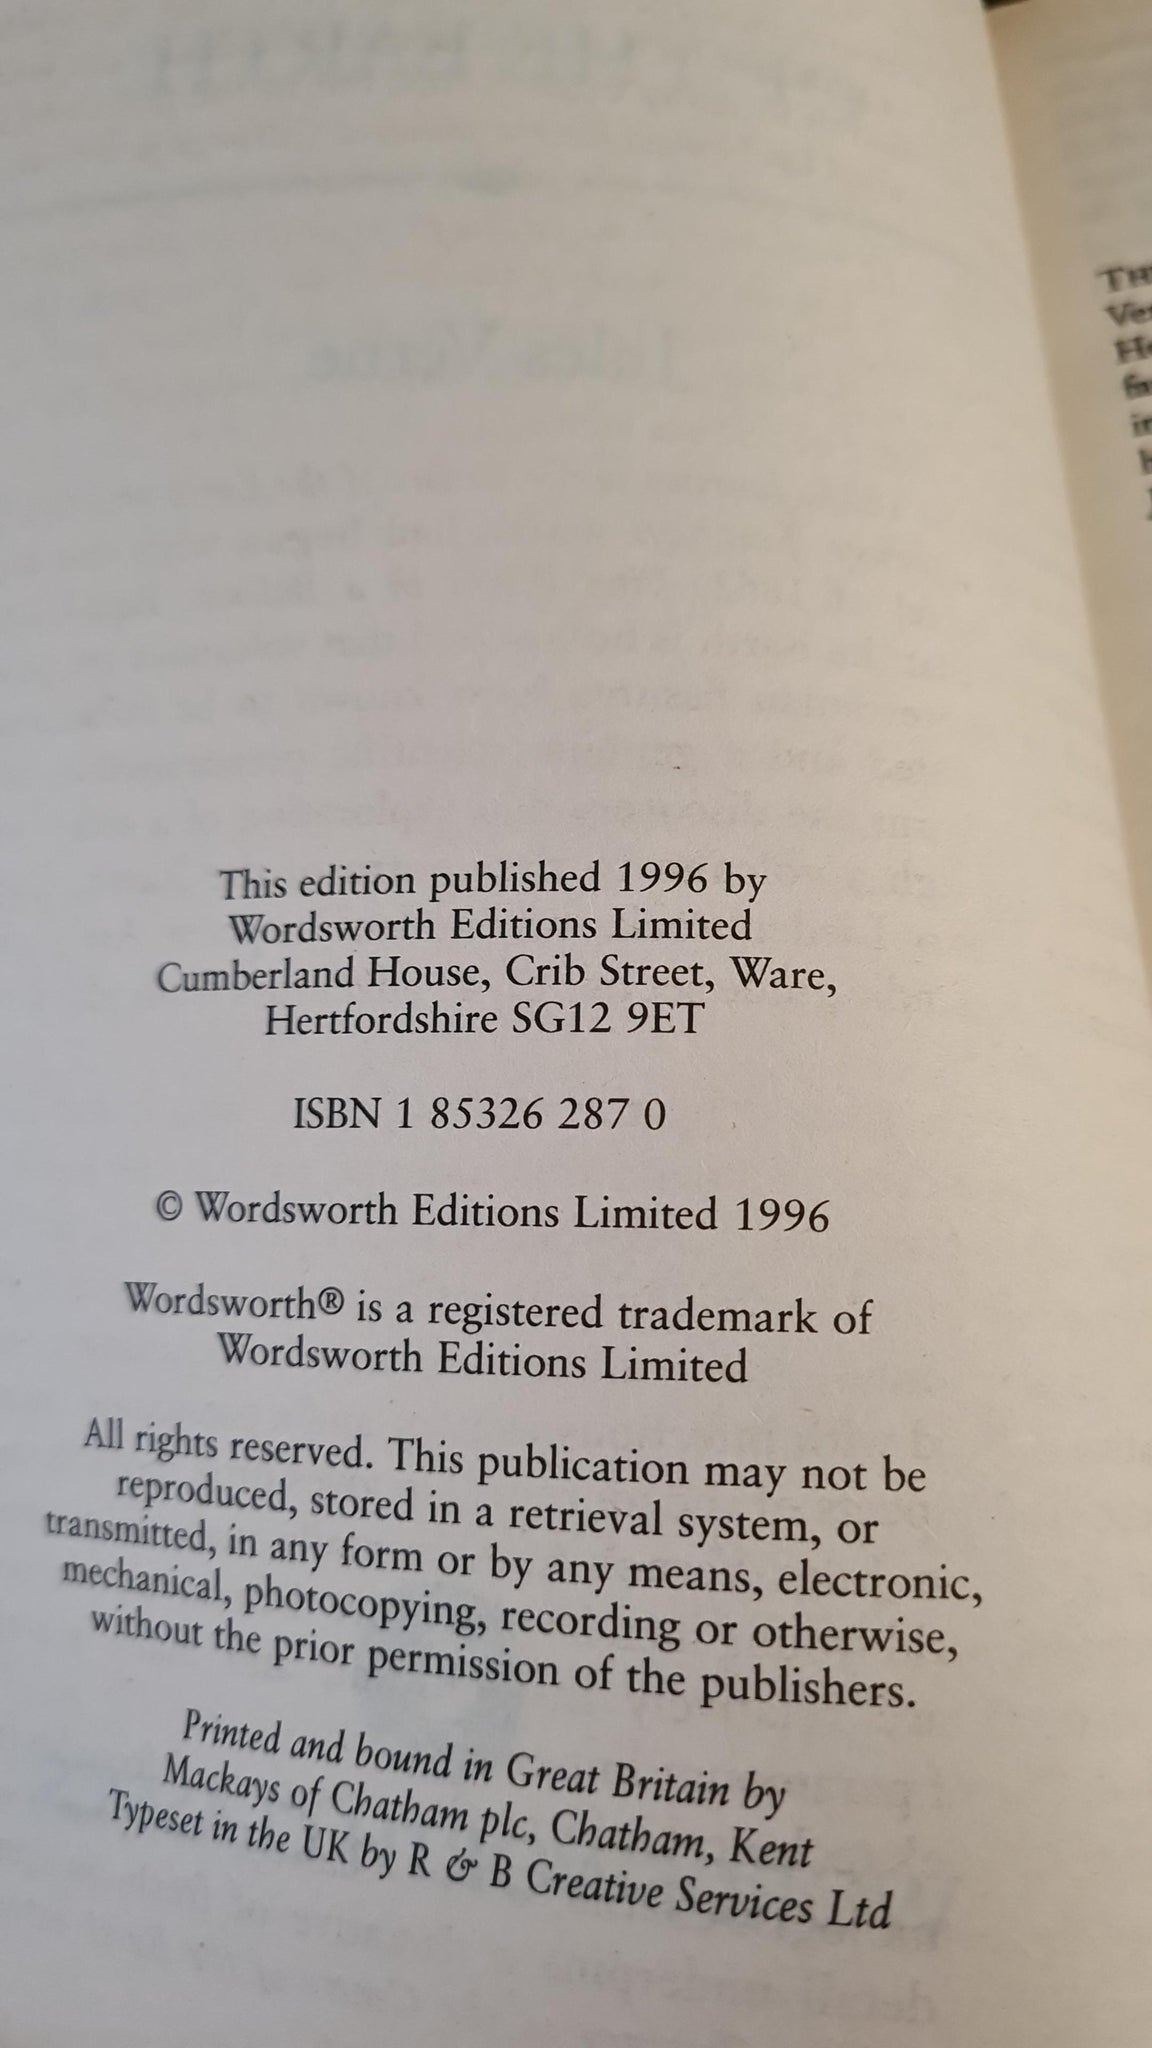 This edition published 1996 by
Wordsworth Editions Limited
Cumberland House, Crib Street, Ware,
Hertfordshire SG12 9ET
ISBN 1 85326 287 0
© Wordsworth Editions Limited 1996
Wordsworth® is a registered trademark of
Wordsworth Editions Limited
All rights reserved. This publication may not be
reproduced, stored in a retrieval system, or
transmitted, in any form or by any means, electronic,
mechanical, photocopying, recording or otherwise,
without the prior permission of the publishers.
Printed and bound in Great Britain by
Mackays of Chatham plc, Chatham, Kent
Typeset in the UK by R & B Creative Services Ltd